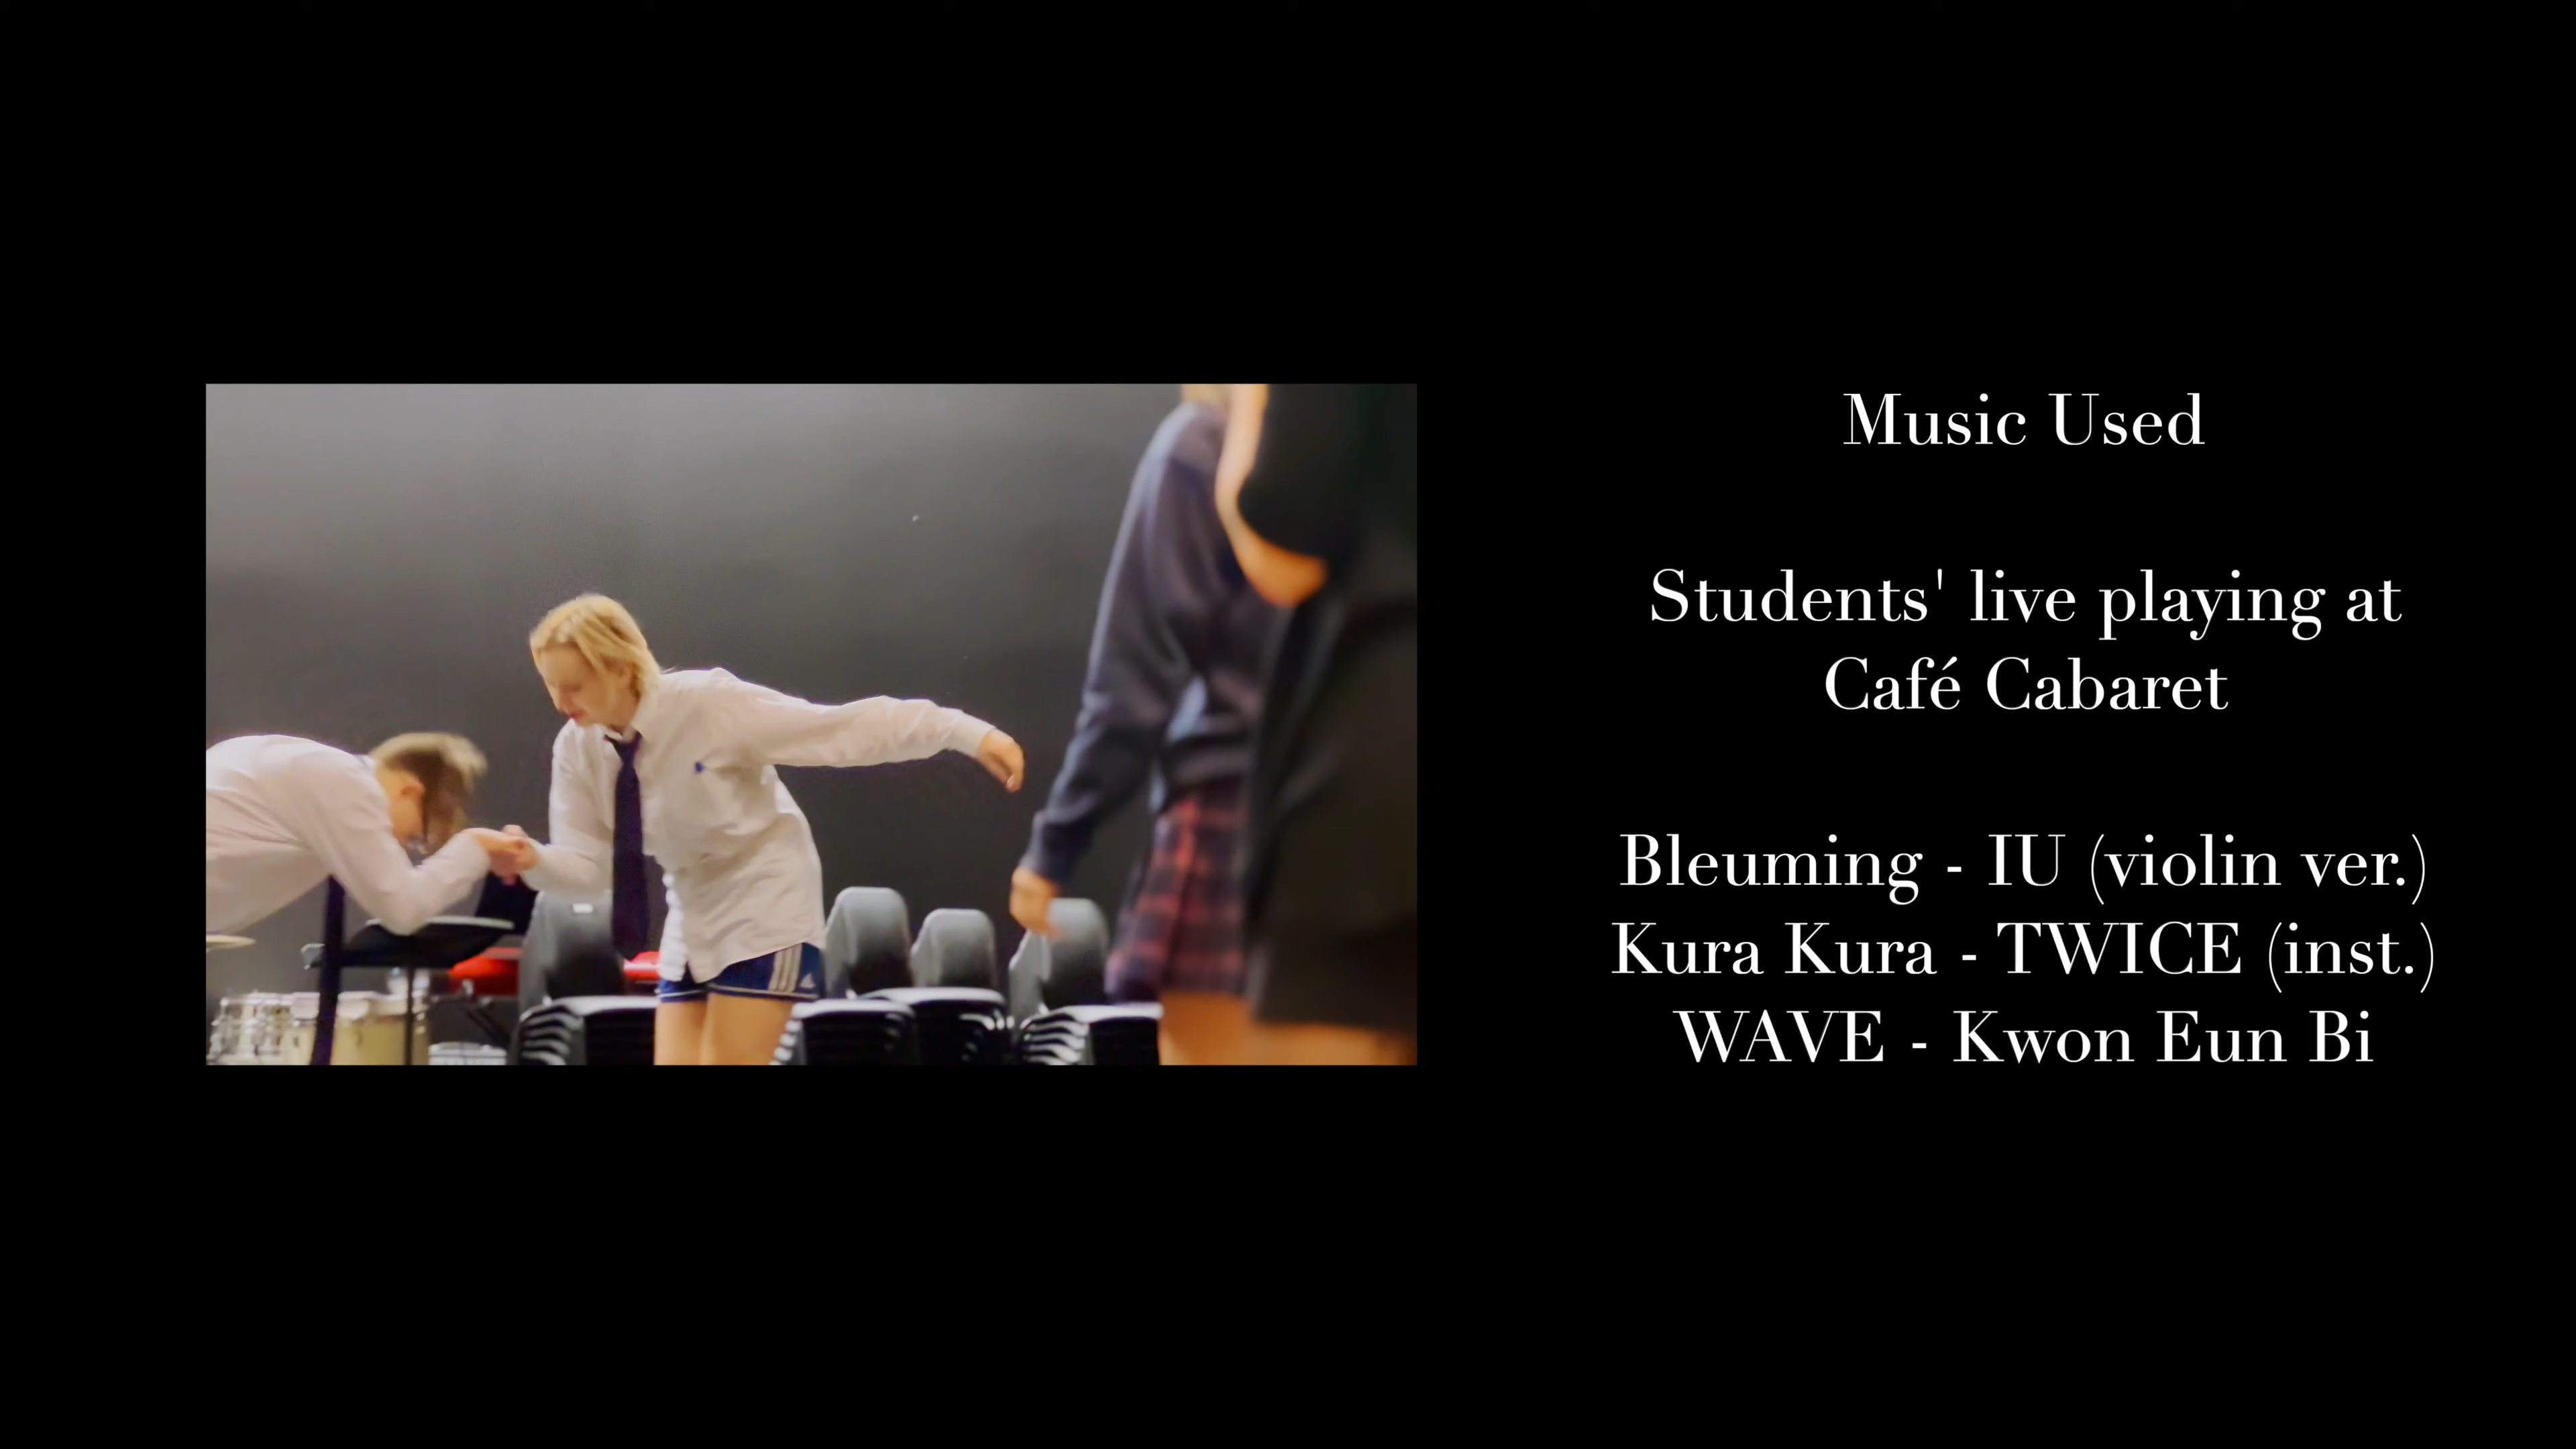 Music Used
Students' live playing at
Café Cabaret
Bleuming - IU (violin ver.)
Kura Kura - TWICE (inst.)
WAVE - Kwon Eun Bi